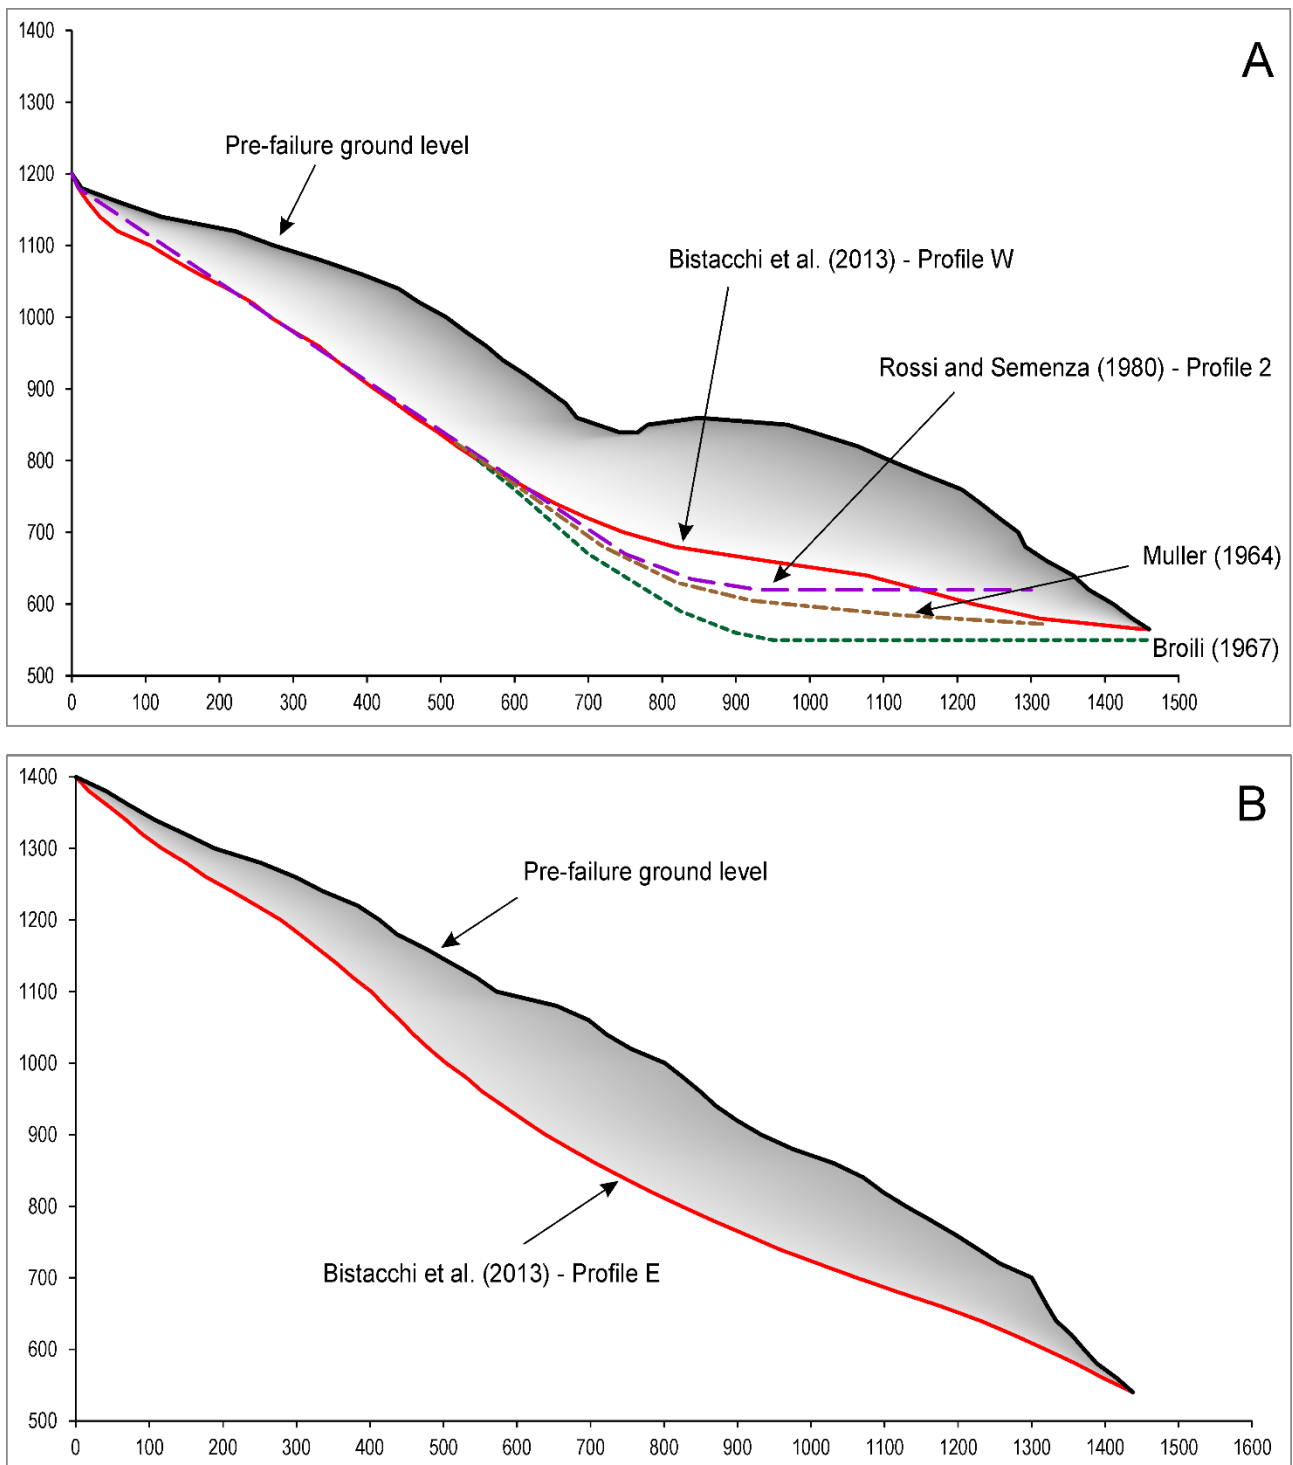 A
1400
1300
1200
1100
1000
900
800
700
600
500
Pre-failure ground level
Bistacchi et al. (2013) - Profile W
Rossi and Semenza (1980) - Profile 2
Muller (1964)
Broili (1967)
0 100 200 300 400 500 600 700 800 900 1000 1100 1200 1300 1400 1500
B
1400
1300
1200
1100
1000
900
800
700
600
500
Pre-failure ground level
Bistacchi et al. (2013) - Profile E
0 100 200 300 400 500 600 700 800 900 1000 1100 1200 1300 1400 1500 1600